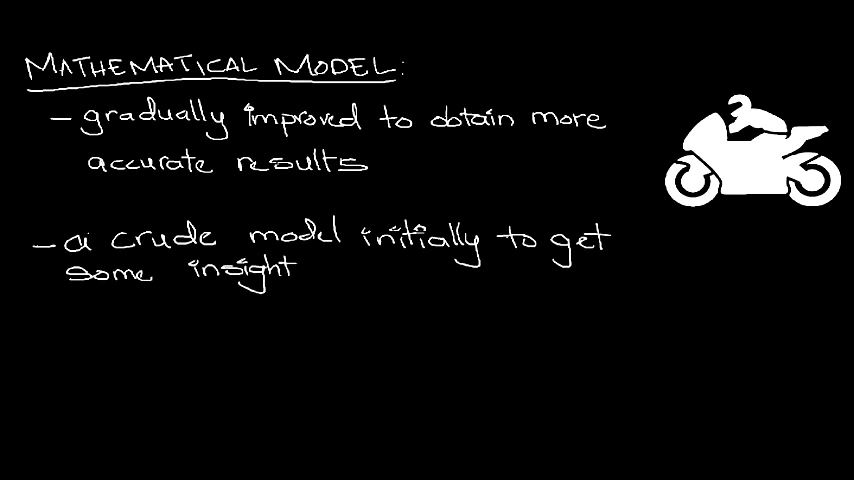 MATHEMATICAL MODEL:
- gradually improved to obtain more
accurate results
- a crude model initially to get
some insight